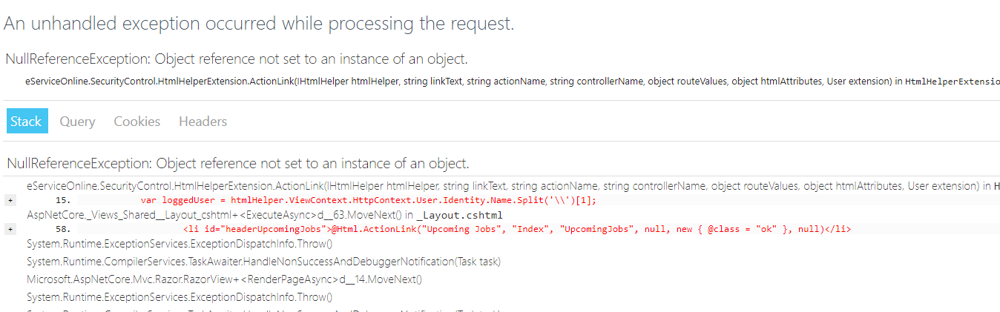 An unhandled exception occurred while processing the request.
NullReferenceException: Object reference not set to an instance of an object.
eServiceOnline.SecurityControl.HtmlHelperExtension.ActionLink(IHtmlHelper htmlHelper, string linkText, string actionName, string controllerName, object routeValues, object htmlAttributes, User extension) in HtmlHelperExtensio
Stack Query Cookies Headers
NullReferenceException: Object reference not set to an instance of an object.
eServiceOnline.SecurityControl.HtmlHelperExtension.ActionLink(IHtmlHelper htmlHelper, string linkText, string actionName, string controllerName, object routeValues, object htmlAttributes, User extension) in H
+ 15. var loggedUser = htmlHelper.ViewContext.HttpContext.User.Identity.Name.Split('\\')[1];
AspNetCore._Views_Shared__Layout_cshtml+<ExecuteAsync>d__63.MoveNext() in _Layout.cshtml
+ 58. <li id="headerUpcomingJobs">@Html.ActionLink("Upcoming Jobs", "Index", "UpcomingJobs", null, new { @class = "ok" }, null)</li>
System.Runtime.ExceptionServices.ExceptionDispatchInfo.Throw()
System.Runtime.CompilerServices.TaskAwaiter.HandleNonSuccessAndDebuggerNotification(Task task)
Microsoft.AspNetCore.Mvc.Razor.RazorView+<RenderPageAsync>d__14.MoveNext()
System.Runtime.ExceptionServices.ExceptionDispatchInfo.Throw()